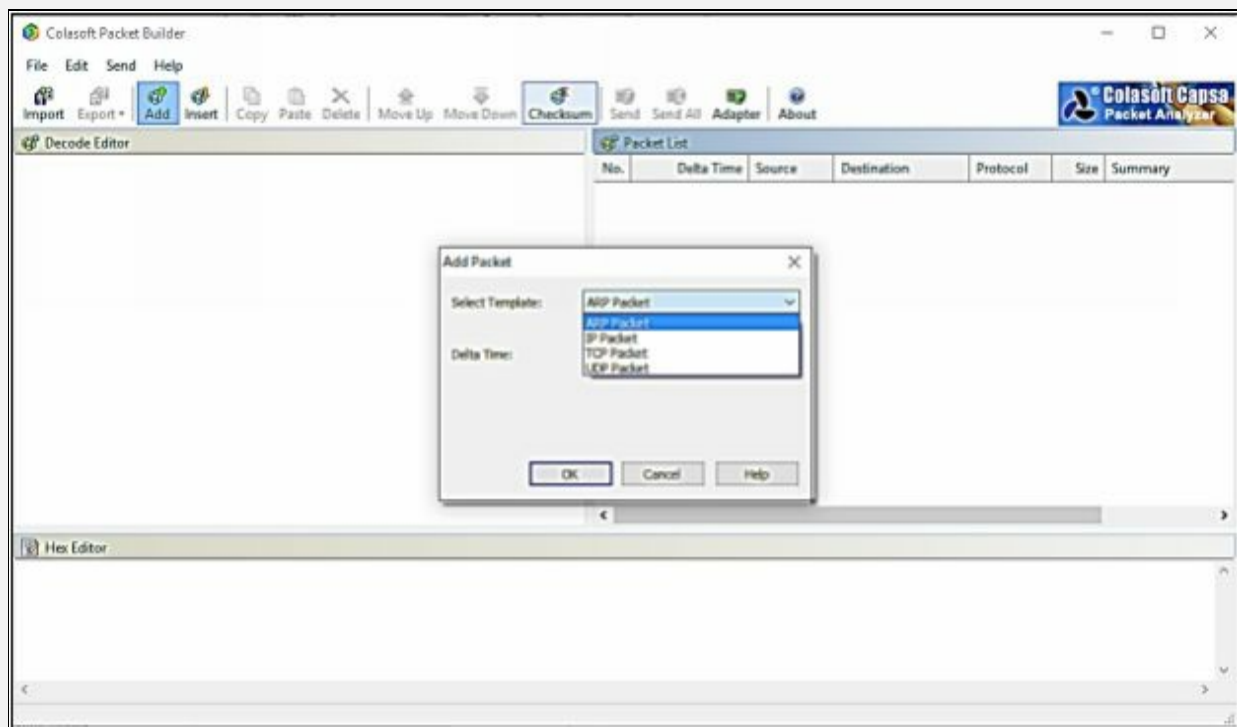 Colasoft Packet Builder
File Edit Send Help
Import Export Add Insert Copy Paste Delete Move Up Move Down Checksum Send Send All Adapter About
Colasoft Capsa
Packet Analyzer
Decode Editor
Packet List
No. Delta Time Source Destination Protocol Size Summary
Add Packet
Select Template: ARP Packet
ARP Packet
IP Packet
TCP Packet
UDP Packet
Delta Time:
OK Cancel Help
Hex Editor